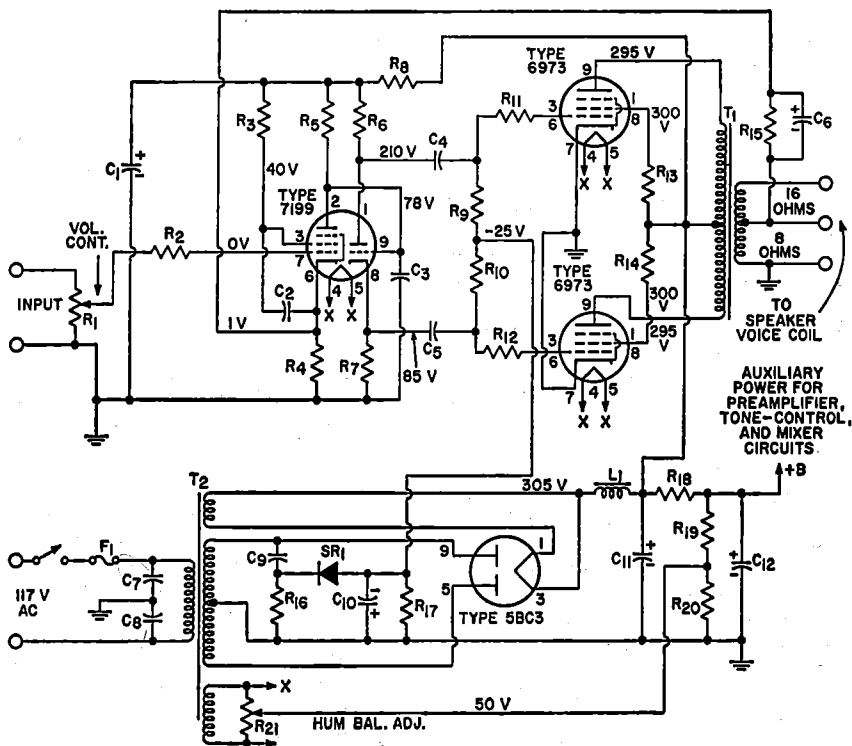 TYPE
6973
295 V
9
T1
R8
R11
3
6
1
8
300
V
R15
C6
+
-
R3
R5
R6
210 V
C4
7
4
5
X
X
R13
16
OHMS
C1
+
-
40 V
TYPE
7199
2
1
78 V
R9
-25 V
8
OHMS
VOL.
CONT.
R2
0V
3
7
9
6
4
5
8
X
X
C3
R10
TYPE
6973
R14
300
V
295
V
9
INPUT
R1
C2
1V
R4
R7
85 V
C5
R12
3
6
1
8
7
4
5
X
X
TO
SPEAKER
VOICE COIL
AUXILIARY
POWER FOR
PREAMPLIFIER,
TONE-CONTROL,
AND MIXER
CIRCUITS
+B
T2
305 V
L1
R18
F1
C9
SR1
9
1
5
3
C11
+
-
R19
C12
+
-
117 V
AC
C7
C8
R16
C10
-
+
R17
TYPE 5BC3
R20
X
R21
HUM BAL. ADJ.
50 V